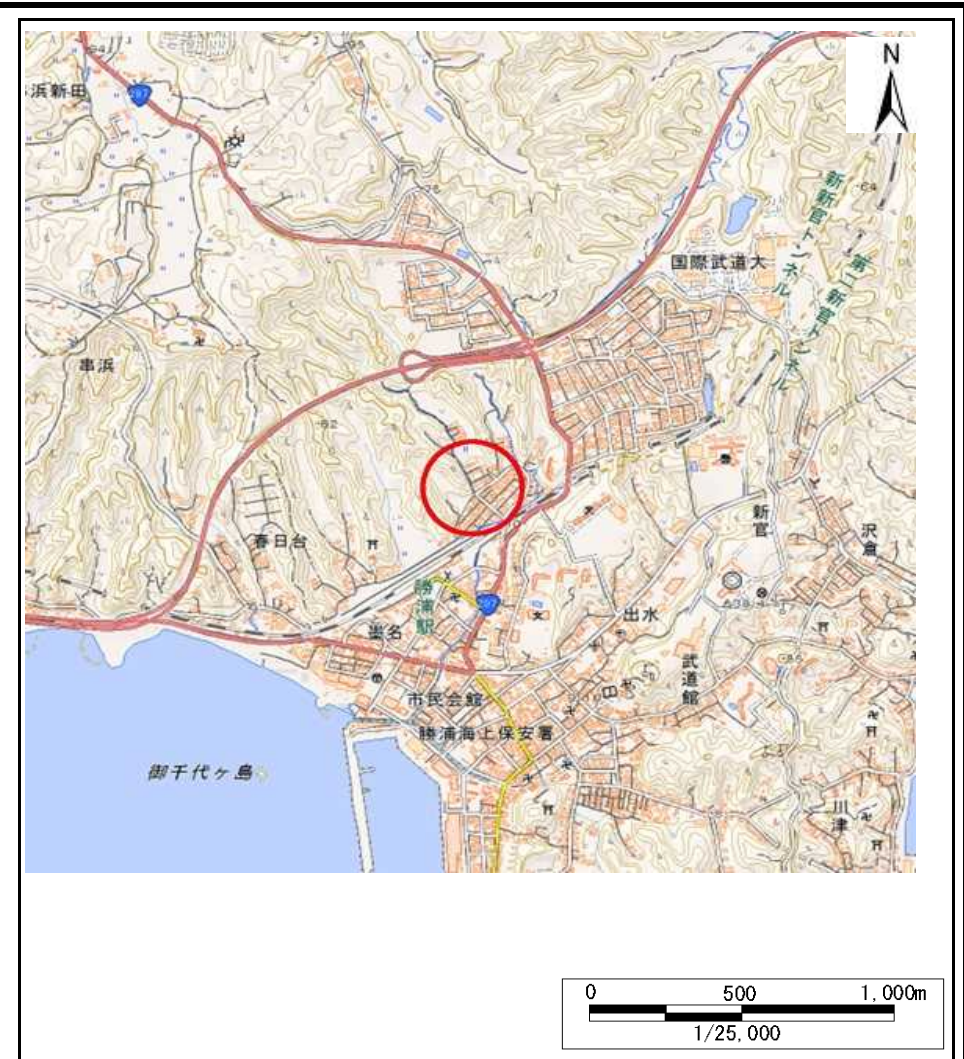 N
浜新田
297
国際武道大
新新官トンネル
第二新官トンネル
串浜
82
新官
沢倉
春日台
勝浦駅
297
出水
墨名
武道館
市民会館
勝浦海上保安署
御千代ヶ島
川津
0 500 1,000m
1/25,000